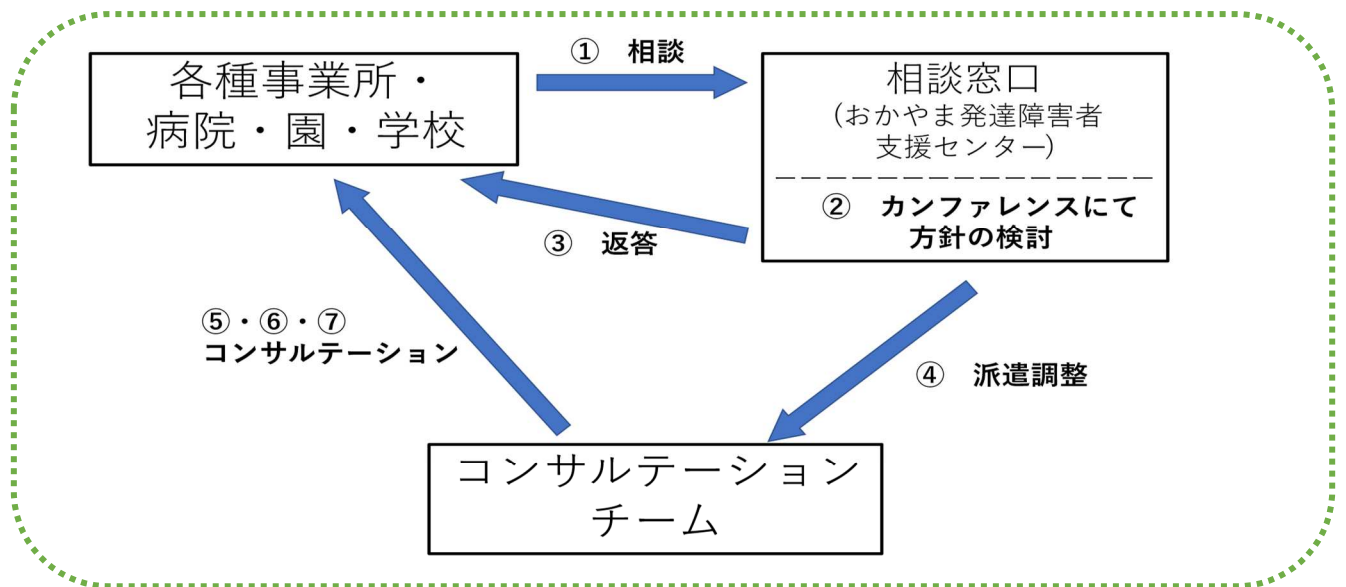 ① 相談
各種事業所・
病院・園・学校
相談窓口
(おかやま発達障害者
支援センター)
② カンファレンスにて
方針の検討
③ 返答
⑤・⑥・⑦
コンサルテーション
④ 派遣調整
コンサルテーション
チーム